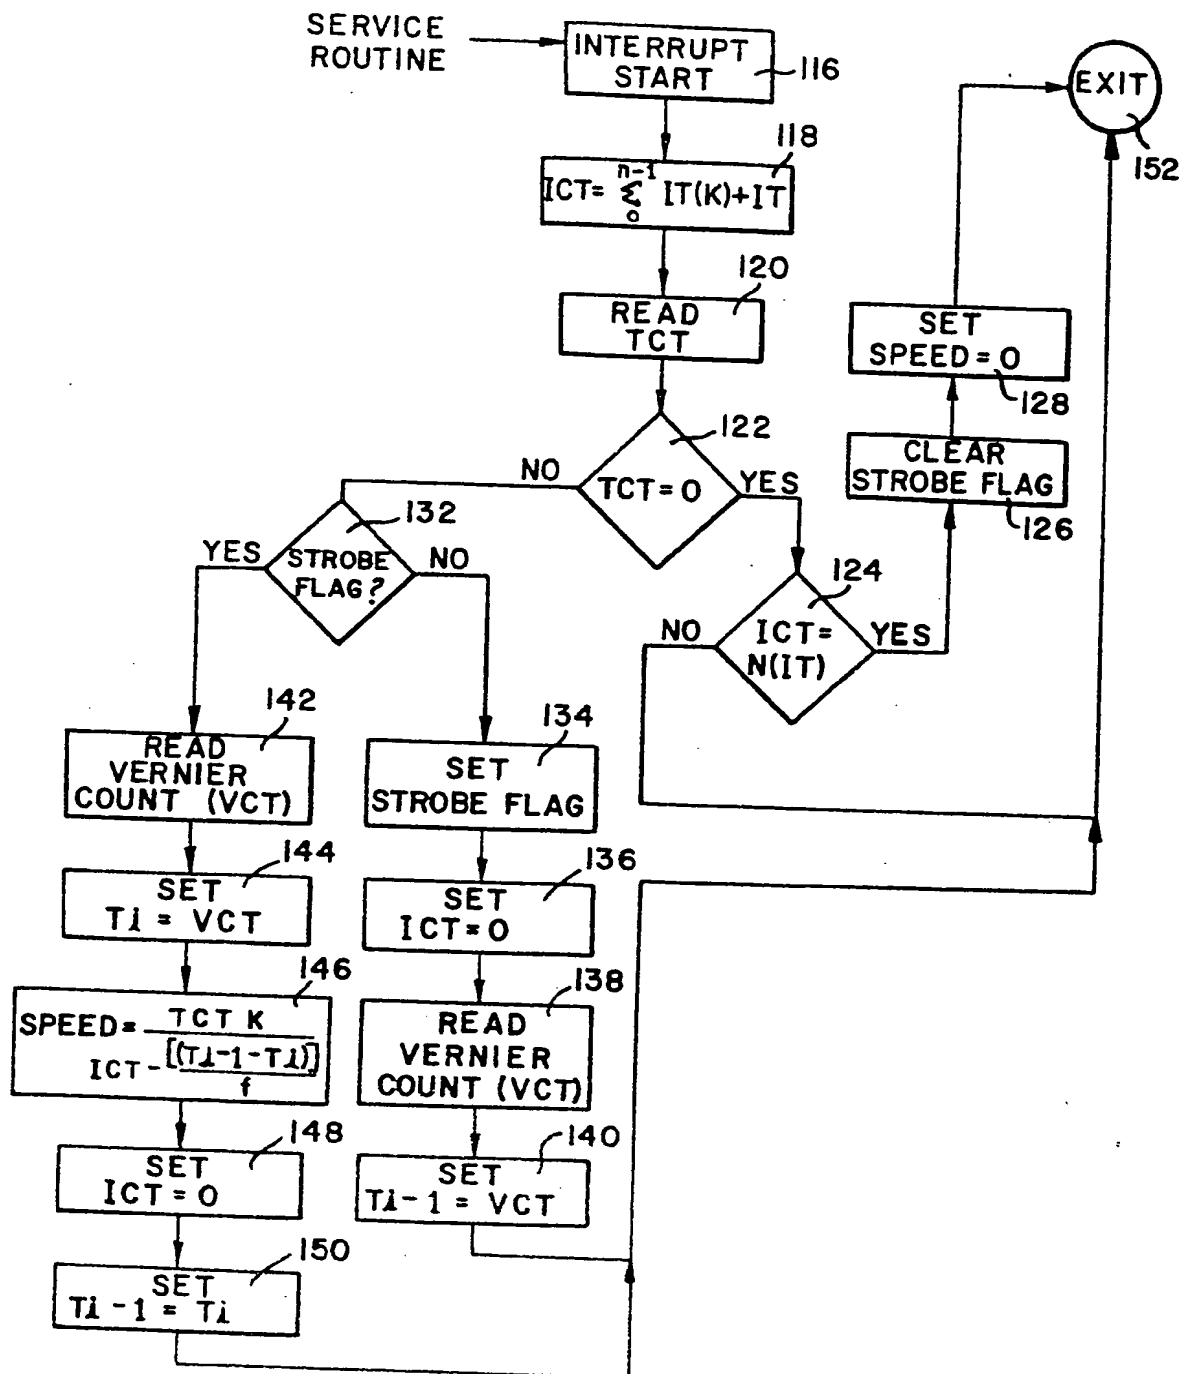 SERVICE
ROUTINE
INTERRUPT
START
116
EXIT
152
118
n-1
ICT= Σ IT(K)+IT
0
120
READ
TCT
SET
SPEED = 0
128
122
TCT = 0
NO
YES
CLEAR
STROBE FLAG
126
132
STROBE
FLAG?
YES
NO
124
ICT=
N(IT)
NO
YES
142
READ
VERNIER
COUNT (VCT)
134
SET
STROBE FLAG
144
SET
Ti = VCT
136
SET
ICT = 0
146
SPEED= TCT K
ICT - [(Ti-1-Ti)]
f
138
READ
VERNIER
COUNT (VCT)
148
SET
ICT = 0
140
SET
Ti-1 = VCT
150
SET
Ti-1 = Ti